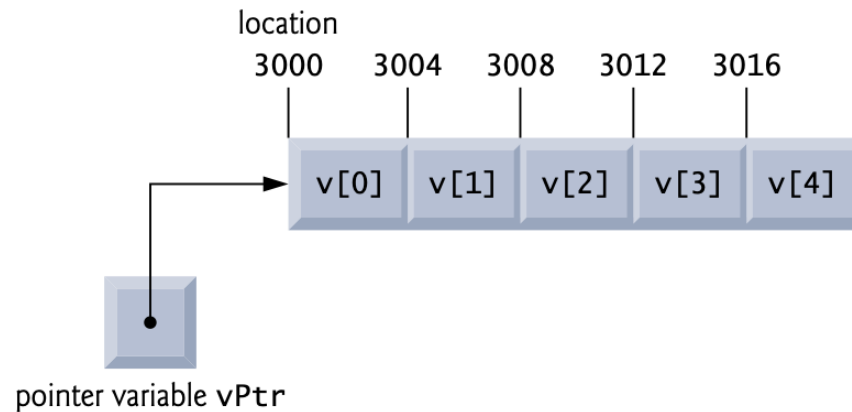 location
3000 3004 3008 3012 3016
v[0] v[1] v[2] v[3] v[4]
pointer variable vPtr